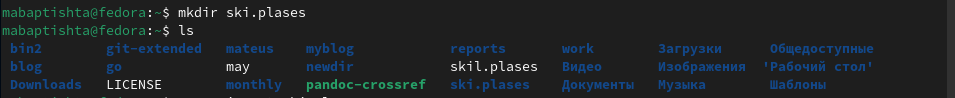 mabaptishta@fedora:~$ mkdir ski.plases
mabaptishta@fedora:~$ ls
bin2 git-extended mateus myblog reports work Загрузки Общедоступные
blog go may newdir skil.plases Видео Изображения 'Рабочий стол'
Downloads LICENSE monthly pandoc-crossref ski.plases Документы Музыка Шаблоны